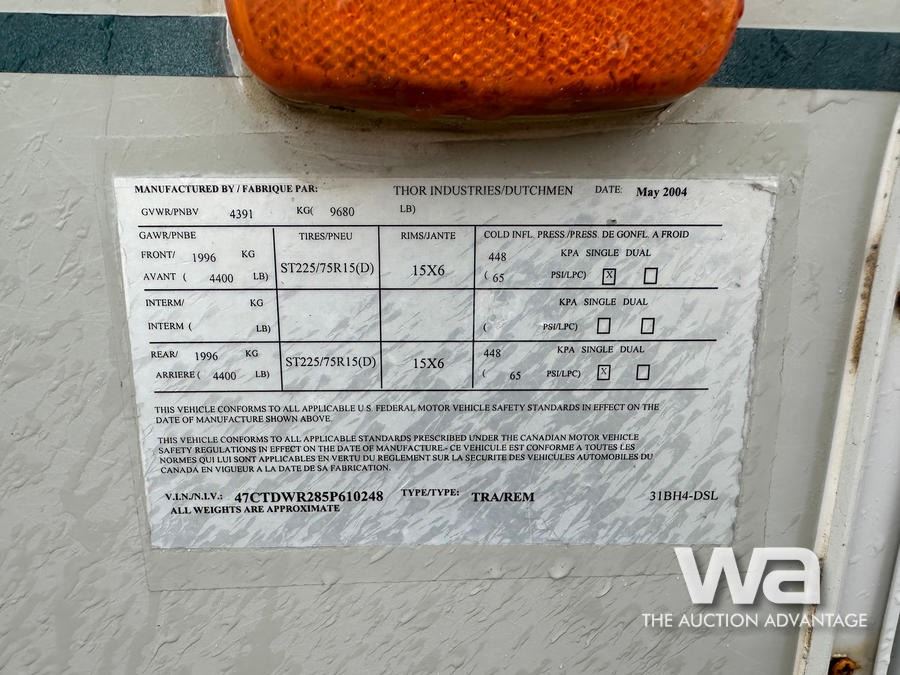 MANUFACTURED BY / FABRIQUE PAR: THOR INDUSTRIES/DUTCHMEN DATE: May 2004
GVWR/PNBV 4391 KG( 9680 LB)
GAWR/PNBE TIRES/PNEU RIMS/JANTE COLD INFL. PRESS./PRESS. DE GONFL. A FROID
FRONT/ 1996 KG ST225/75R15(D) 15X6 448 KPA SINGLE DUAL
AVANT ( 4400 LB) ( 65 PSI/LPC) X
INTERM/ KG KPA SINGLE DUAL
INTERM ( LB) ( PSI/LPC)
REAR/ 1996 KG ST225/75R15(D) 15X6 448 KPA SINGLE DUAL
ARRIERE ( 4400 LB) ( 65 PSI/LPC) X
THIS VEHICLE CONFORMS TO ALL APPLICABLE U.S. FEDERAL MOTOR VEHICLE SAFETY STANDARDS IN EFFECT ON THE
DATE OF MANUFACTURE SHOWN ABOVE.
THIS VEHICLE CONFORMS TO ALL APPLICABLE STANDARDS PRESCRIBED UNDER THE CANADIAN MOTOR VEHICLE
SAFETY REGULATIONS IN EFFECT ON THE DATE OF MANUFACTURE.- CE VEHICULE EST CONFORME A TOUTES LES
NORMES QUI LUI SONT APPLICABLES EN VERTU DU REGLEMENT SUR LA SECURITE DES VEHICULES AUTOMOBILES DU
CANADA EN VIGUEUR A LA DATE DE SA FABRICATION.
V.I.N./N.I.V.: 47CTDWR285P610248 TYPE/TYPE: TRA/REM 31BH4-DSL
ALL WEIGHTS ARE APPROXIMATE
wa
THE AUCTION ADVANTAGE